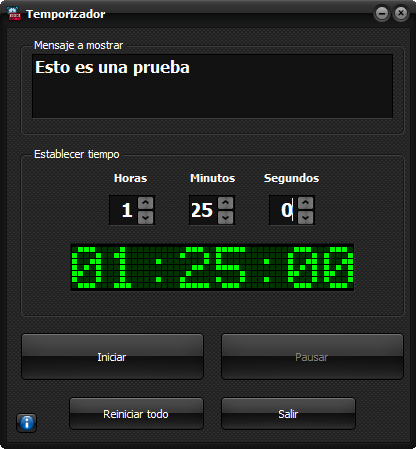 Temporizador
Mensaje a mostrar
Esto es una prueba
Establecer tiempo
Horas Minutos Segundos
1 25 0
01:25:00
Iniciar Pausar
Reiniciar todo Salir